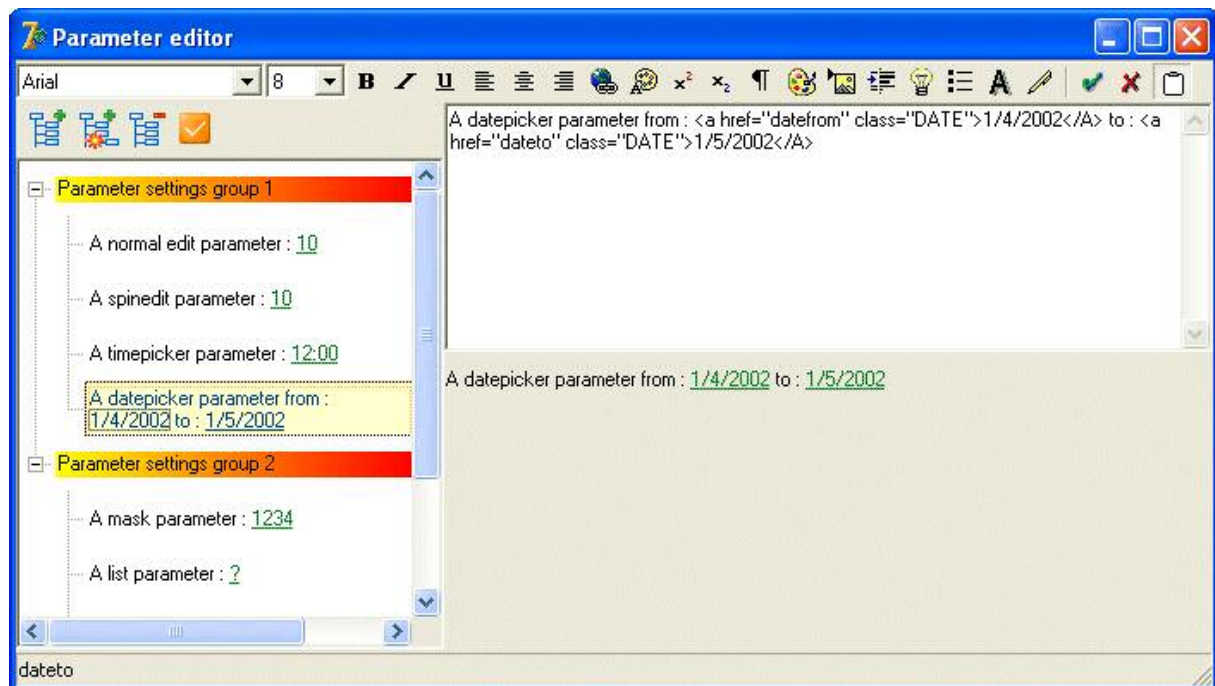 Parameter editor
Arial
8
B I u x² x₂ ¶ A
Parameter settings group 1
A normal edit parameter : 10
A spinedit parameter : 10
A timepicker parameter : 12:00
A datepicker parameter from :
1/4/2002 to : 1/5/2002
Parameter settings group 2
A mask parameter : 1234
A list parameter : ?
A datepicker parameter from : <a href="datefrom" class="DATE">1/4/2002</A> to : <a
href="dateto" class="DATE">1/5/2002</A>
A datepicker parameter from : 1/4/2002 to : 1/5/2002
dateto